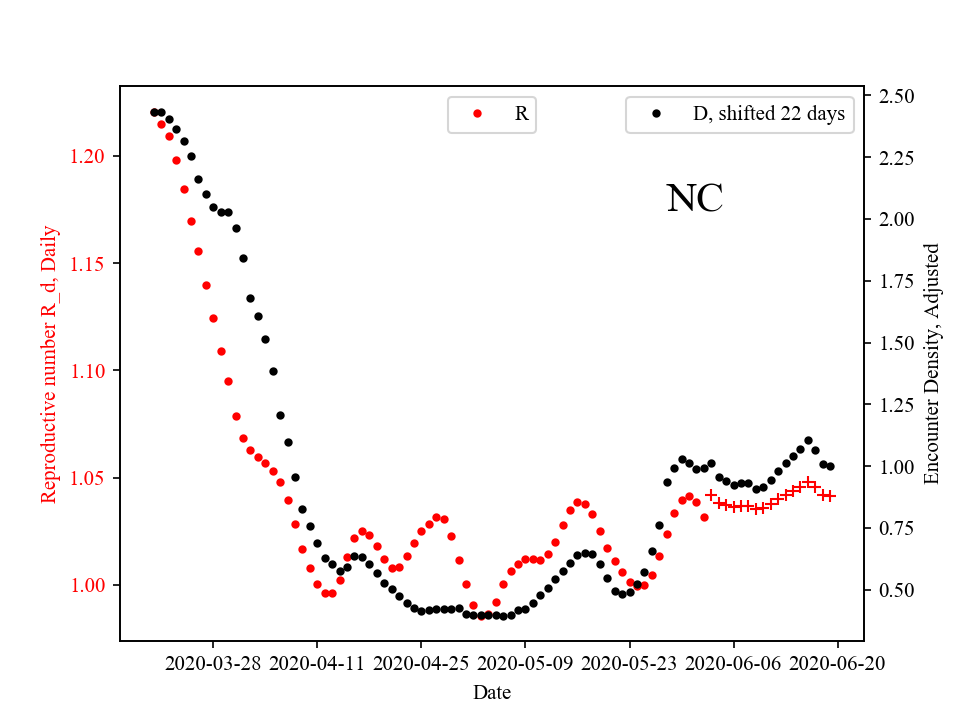 R
D, shifted 22 days
NC
Reproductive number R_d, Daily
1.20
1.15
1.10
1.05
1.00
2.50
2.25
2.00
1.75
1.50
1.25
1.00
0.75
0.50
Encounter Density, Adjusted
2020-03-28 2020-04-11 2020-04-25 2020-05-09 2020-05-23 2020-06-06 2020-06-20
Date